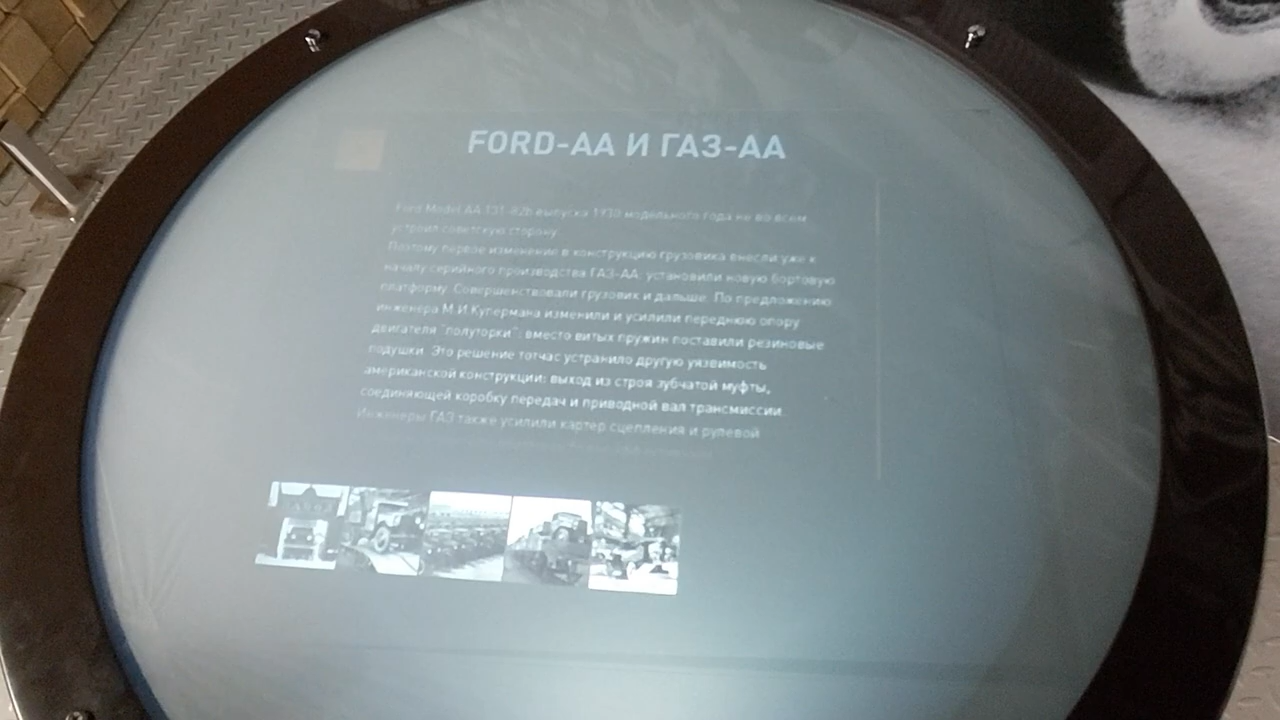 FORD-AA И ГАЗ-АА
Ford Model AA 131 выпуска 1930 модельного года не во всем
устроил советскую сторону.
Поэтому первое изменение в конструкцию грузовика внесли уже к
началу серийного производства ГАЗ-АА: установили новую бортовую
платформу. Совершенствовали грузовик и дальше. По предложению
инженера М.И.Купермана изменили и усилили переднюю опору
двигателя "полуторки": вместо витых пружин поставили резиновые
подушки. Это решение тотчас устранило другую уязвимость
американской конструкции: выход из строя зубчатой муфты,
соединяющей коробку передач и приводной вал трансмиссии.
Инженеры ГАЗ также усилили картер сцепления и рулевой